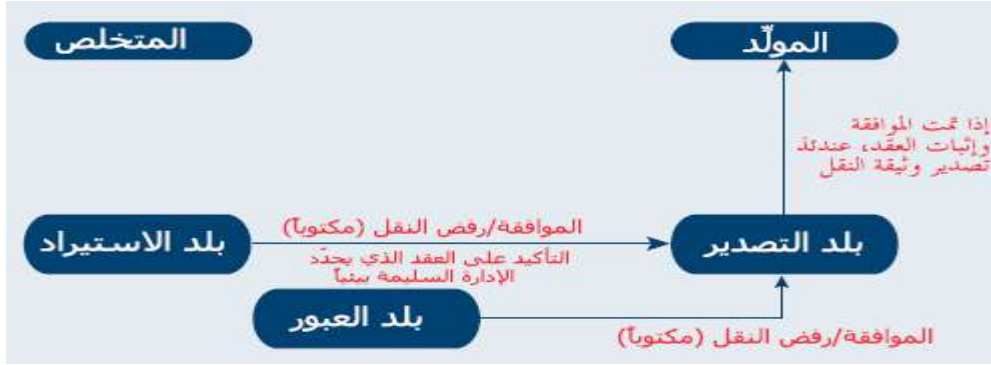 المولِّد
المتخلص
إذا تمت الموافقة
وإثبات العقد، عندئذ
تصدير وثيقة النقل
بلد التصدير
الموافقة/رفض النقل (مكتوباً)
التأكيد على العقد الذي يحدّد
الإدارة السليمة بيئياً
بلد الاستيراد
بلد العبور
الموافقة/رفض النقل (مكتوباً)